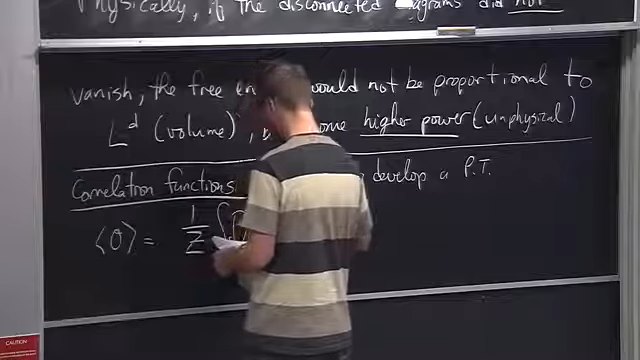 Physically, if the disconnected diagrams did not
vanish, the free would not be proportional to
L^d (volume), higher power (unphysical)
Correlation functions develop a P.T.
⟨O⟩ = 1/Z ∫
CAUTION